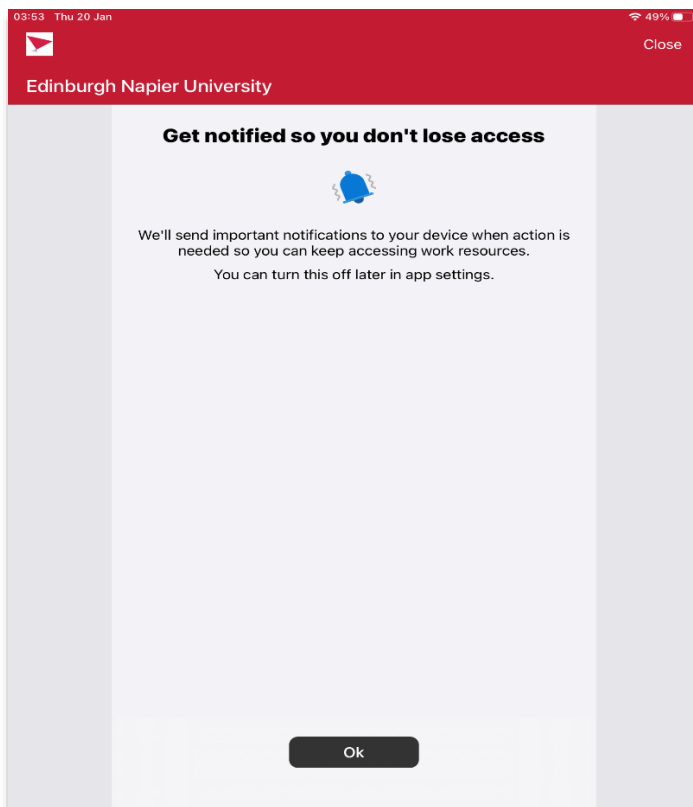 03:53 Thu 20 Jan
49%
Close
Edinburgh Napier University
Get notified so you don't lose access
We'll send important notifications to your device when action is
needed so you can keep accessing work resources.
You can turn this off later in app settings.
Ok